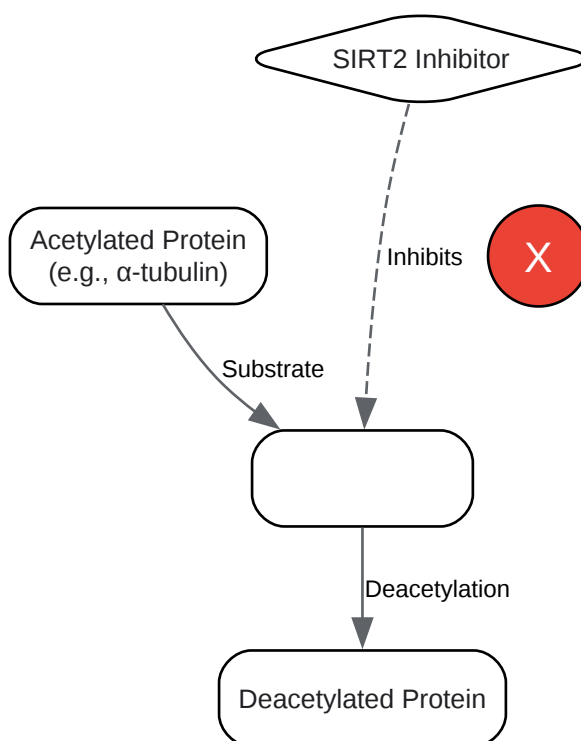 SIRT2 Inhibitor
Acetylated Protein
(e.g., α-tubulin)
Inhibits
X
Substrate
Deacetylation
Deacetylated Protein